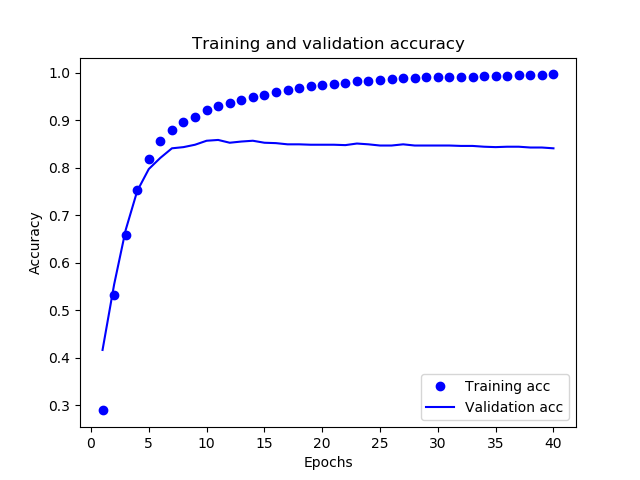 Training and validation accuracy
1.0
0.9
0.8
0.7
0.6
0.5
0.4
0.3
Accuracy
Training acc
Validation acc
0 5 10 15 20 25 30 35 40
Epochs